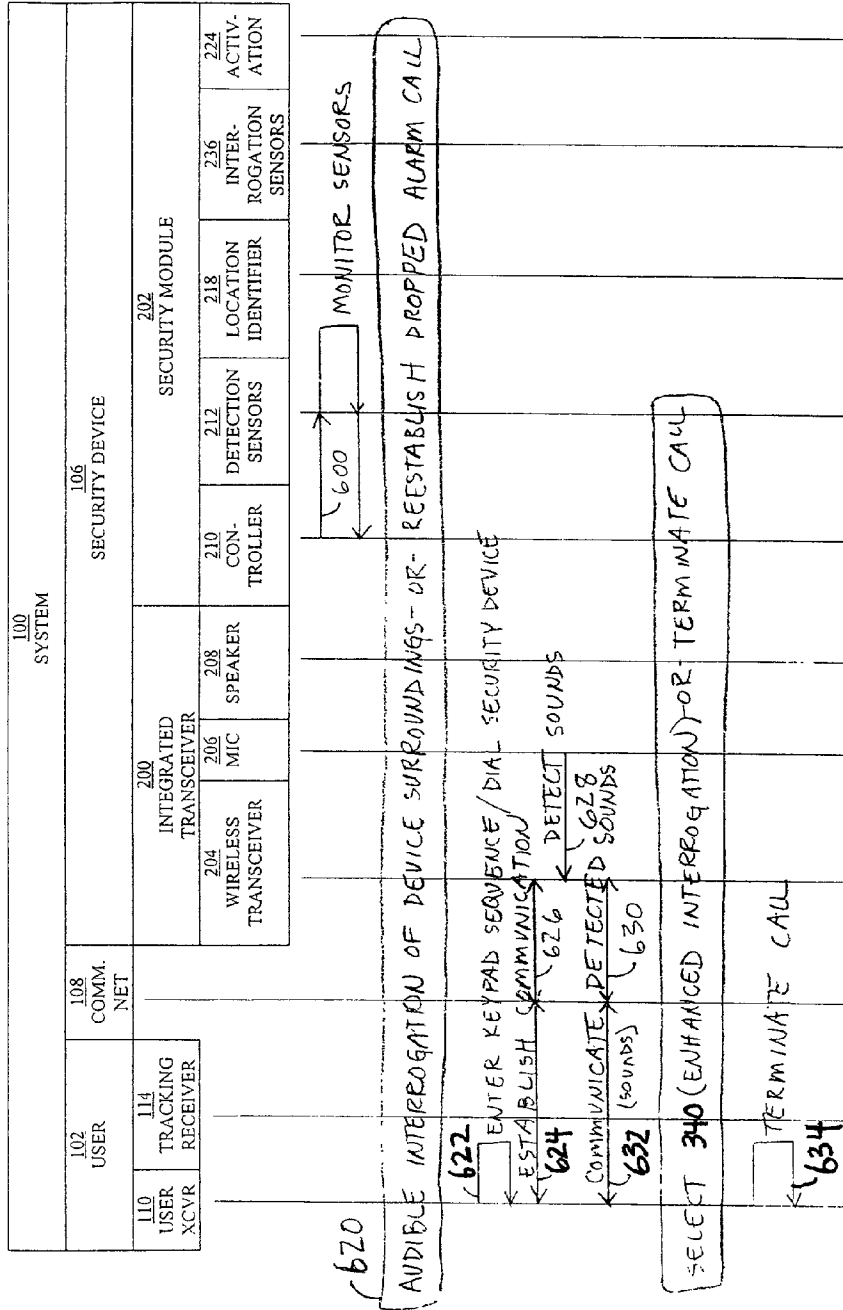 100
SYSTEM
102
USER
108
COMM.
NET
106
SECURITY DEVICE
110
USER
XCVR
114
TRACKING
RECEIVER
200
INTEGRATED
TRANSCEIVER
202
SECURITY MODULE
204
WIRELESS
TRANSCEIVER
206
MIC
208
SPEAKER
210
CON-
TROLLER
212
DETECTION
SENSORS
218
LOCATION
IDENTIFIER
236
INTER-
ROGATION
SENSORS
224
ACTIV-
ATION
600
MONITOR SENSORS
620
AUDIBLE INTERROGATION OF DEVICE SURROUNDINGS -OR- REESTABLISH DROPPED ALARM CALL
622
ENTER KEYPAD SEQUENCE / DIAL SECURITY DEVICE
ESTABLISH COMMUNICATION
624
626
DETECT SOUNDS
628
COMMUNICATE DETECTED SOUNDS
632
(SOUNDS)
630
SELECT 340 (ENHANCED INTERROGATION) -OR- TERMINATE CALL
TERMINATE CALL
634